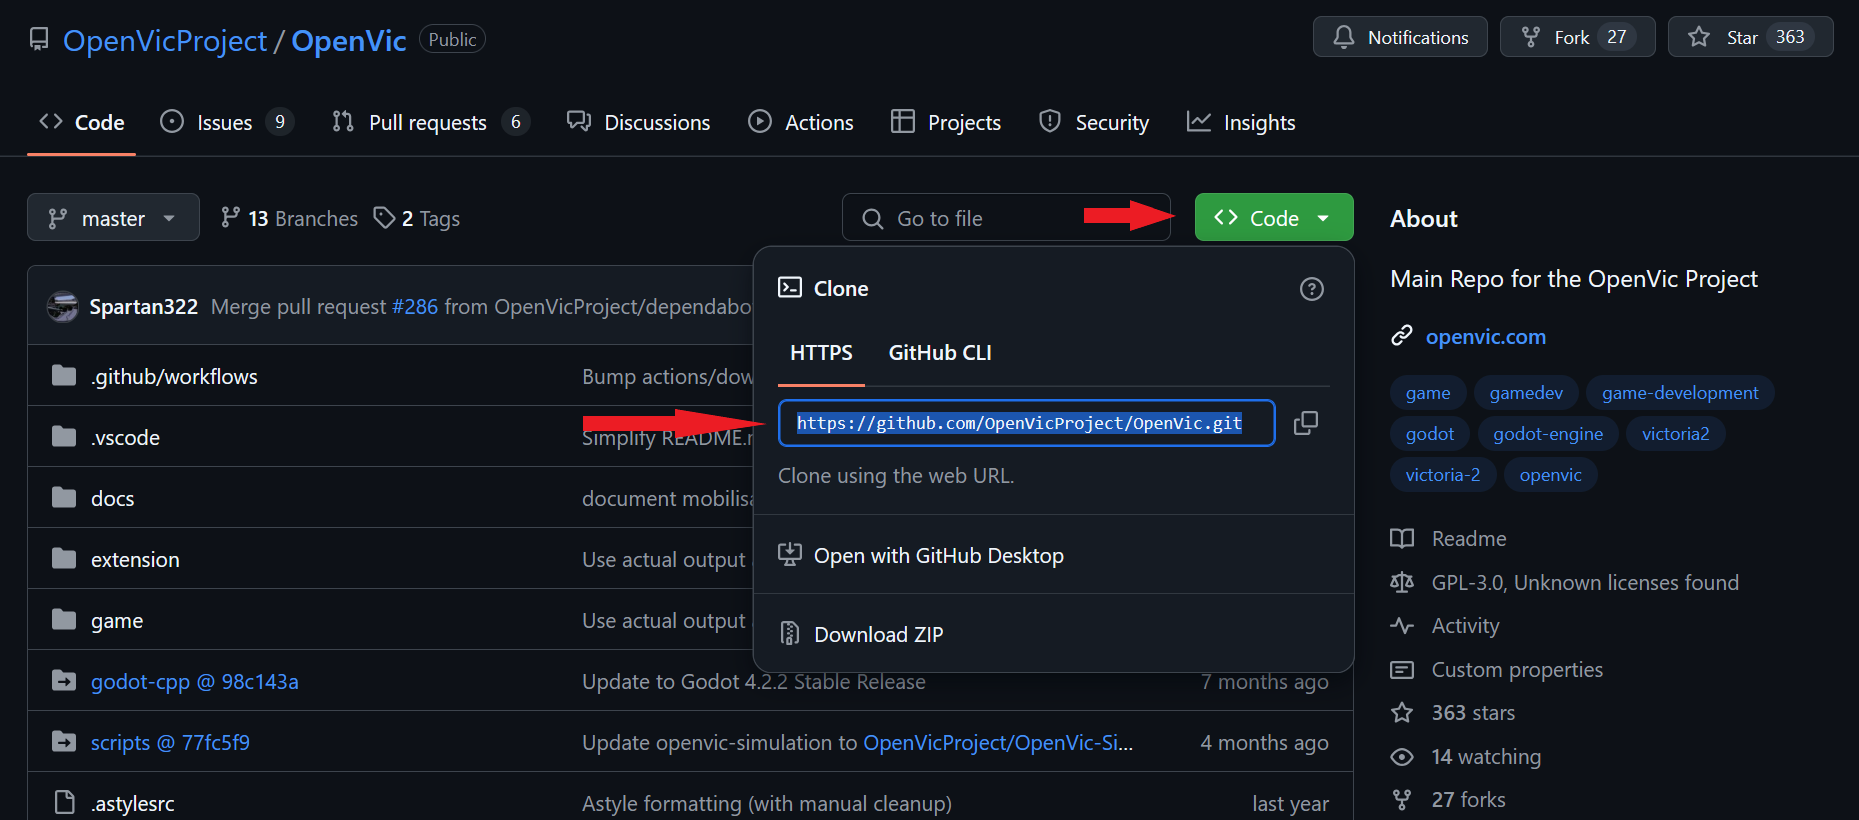 OpenVicProject / OpenVic Public
Notifications
Fork 27
Star 363
Code
Issues 9
Pull requests 6
Discussions
Actions
Projects
Security
Insights
master
13 Branches
2 Tags
Go to file
Code
Spartan322 Merge pull request #286 from OpenVicProject/dependabo
.github/workflows Bump actions/dow
.vscode Simplify README.
docs document mobilisa
extension Use actual output
game Use actual output
godot-cpp @ 98c143a Update to Godot 4.2.2 Stable Release 7 months ago
scripts @ 77fc5f9 Update openvic-simulation to OpenVicProject/OpenVic-Si... 4 months ago
.astylesrc Astyle formatting (with manual cleanup) last year
Clone
HTTPS GitHub CLI
https://github.com/OpenVicProject/OpenVic.git
Clone using the web URL.
Open with GitHub Desktop
Download ZIP
About
Main Repo for the OpenVic Project
openvic.com
game gamedev game-development
godot godot-engine victoria2
victoria-2 openvic
Readme
GPL-3.0, Unknown licenses found
Activity
Custom properties
363 stars
14 watching
27 forks